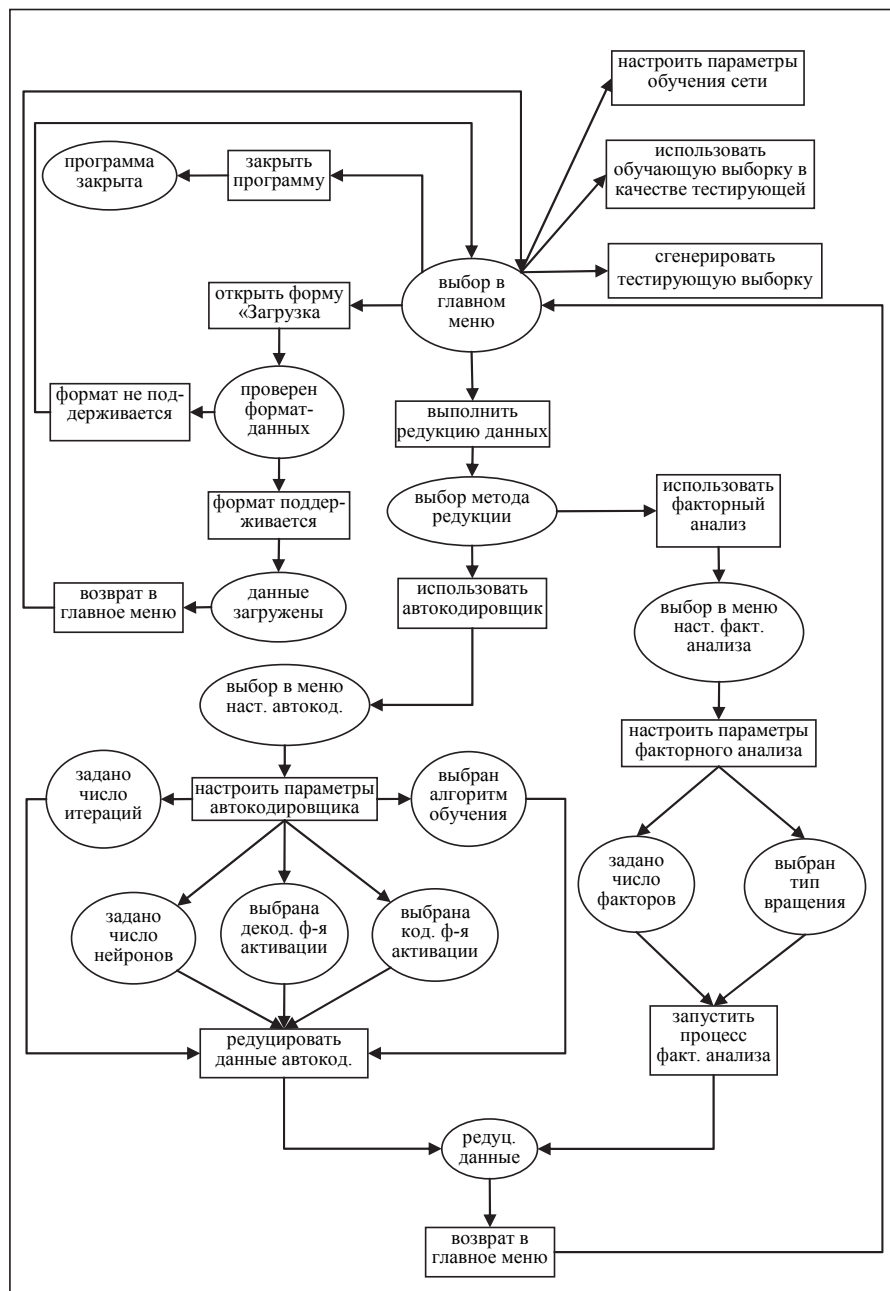 настроить параметры
обучения сети
программа
закрыта
закрыть
программу
использовать
обучающую выборку в
качестве тестирующей
сгенерировать
тестирующую выборку
выбор в
главном
меню
открыть форму
«Загрузка
формат не под-
держивается
проверен
формат-
данных
выполнить
редукцию данных
формат поддер-
живается
выбор метода
редукции
использовать
факторный
анализ
возврат в
главное меню
данные
загружены
использовать
автокодировщик
выбор в меню
наст. факт.
анализа
выбор в меню
наст. автокод.
настроить параметры
факторного анализа
задано
число
итераций
настроить параметры
автокодировщика
выбран
алгоритм
обучения
задано
число
факторов
выбран
тип
вращения
задано
число
нейронов
выбрана
декод. ф-я
активации
выбрана
код. ф-я
активации
редуцировать
данные автокод.
запустить
процесс
факт. анализа
редуц.
данные
возврат в
главное меню